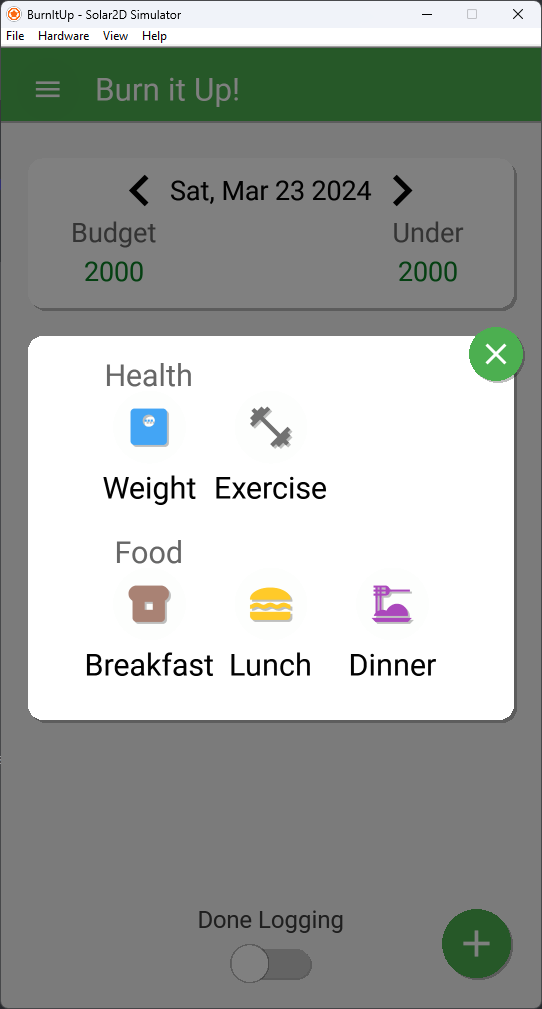 BurnItUp - Solar2D Simulator
File Hardware View Help
Burn it Up!
Sat, Mar 23 2024
Budget Under
2000 2000
Health
Weight Exercise
Food
Breakfast Lunch Dinner
Done Logging